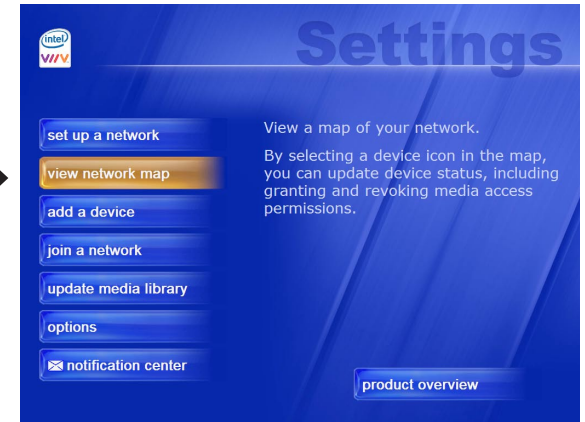 intel
VIIV
Settings
set up a network
view network map
add a device
join a network
update media library
options
notification center
View a map of your network.
By selecting a device icon in the map,
you can update device status, including
granting and revoking media access
permissions.
product overview